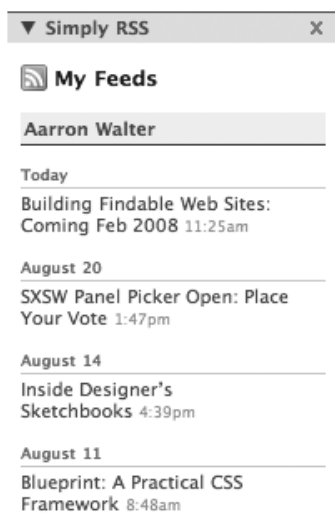 ▼ Simply RSS x
My Feeds
Aarron Walter
Today
Building Findable Web Sites:
Coming Feb 2008 11:25am
August 20
SXSW Panel Picker Open: Place
Your Vote 1:47pm
August 14
Inside Designer's
Sketchbooks 4:39pm
August 11
Blueprint: A Practical CSS
Framework 8:48am